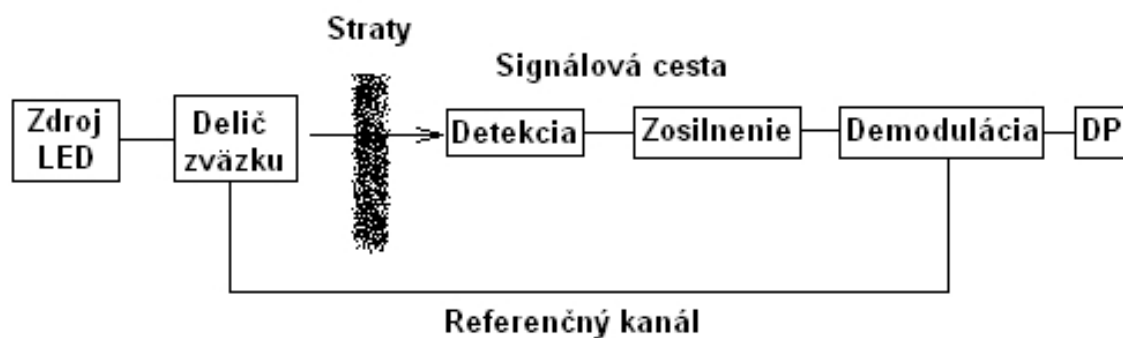 Straty
Signálová cesta
Zdroj
LED
Delič
zväzku
Detekcia
Zosilnenie
Demodulácia
DP
Referenčný kanál